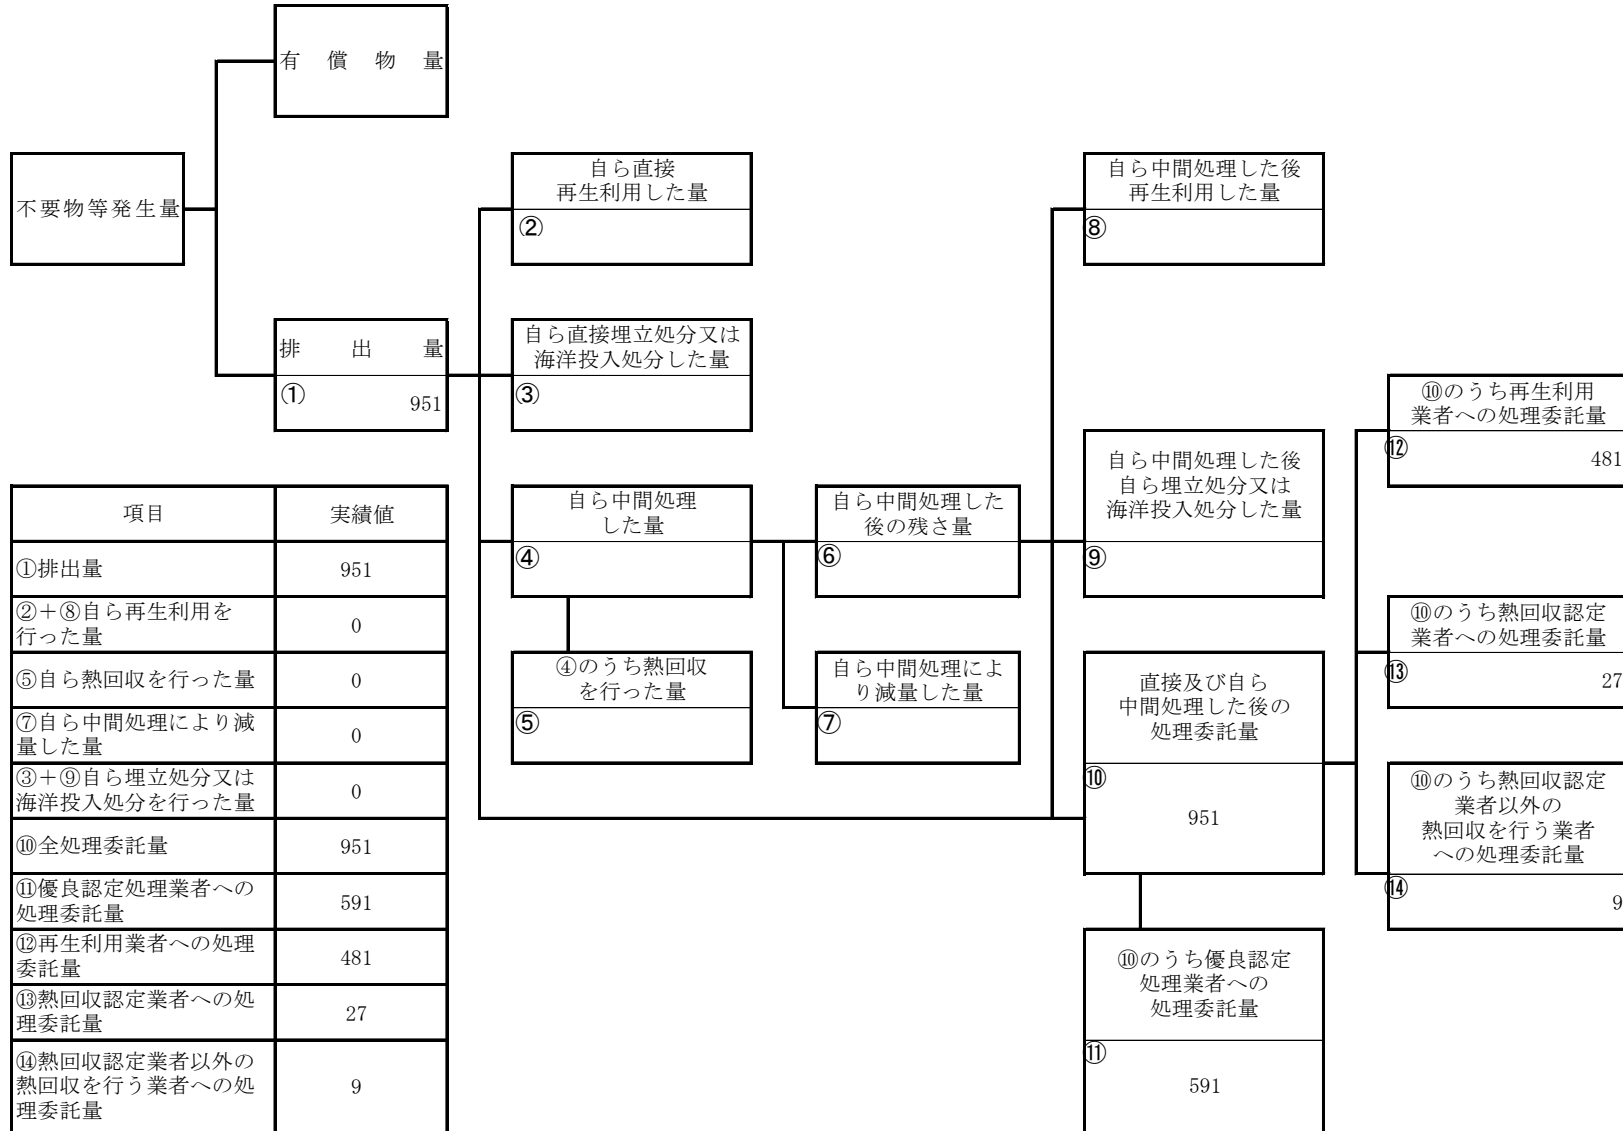 有償物量
不要物等発生量
自ら直接
再生利用した量
②
自ら中間処理した後
再生利用した量
⑧
排出量
①
951
自ら直接埋立処分又は
海洋投入処分した量
③
⑩のうち再生利用
業者への処理委託量
⑫
481
自ら中間処理した後
自ら埋立処分又は
海洋投入処分した量
⑨
自ら中間処理
した量
④
自ら中間処理した
後の残さ量
⑥
⑩のうち熱回収認定
業者への処理委託量
⑬
27
④のうち熱回収
を行った量
⑤
自ら中間処理によ
り減量した量
⑦
直接及び自ら
中間処理した後の
処理委託量
⑩
951
⑩のうち熱回収認定
業者以外の
熱回収を行う業者
への処理委託量
⑭
9
⑩のうち優良認定
処理業者への
処理委託量
⑪
591
項目 実績値
①排出量 951
②＋⑧自ら再生利用を
行った量 0
⑤自ら熱回収を行った量 0
⑦自ら中間処理により減
量した量 0
③＋⑨自ら埋立処分又は
海洋投入処分を行った量 0
⑩全処理委託量 951
⑪優良認定処理業者への
処理委託量 591
⑫再生利用業者への処理
委託量 481
⑬熱回収認定業者への処
理委託量 27
⑭熱回収認定業者以外の
熱回収を行う業者への処
理委託量 9